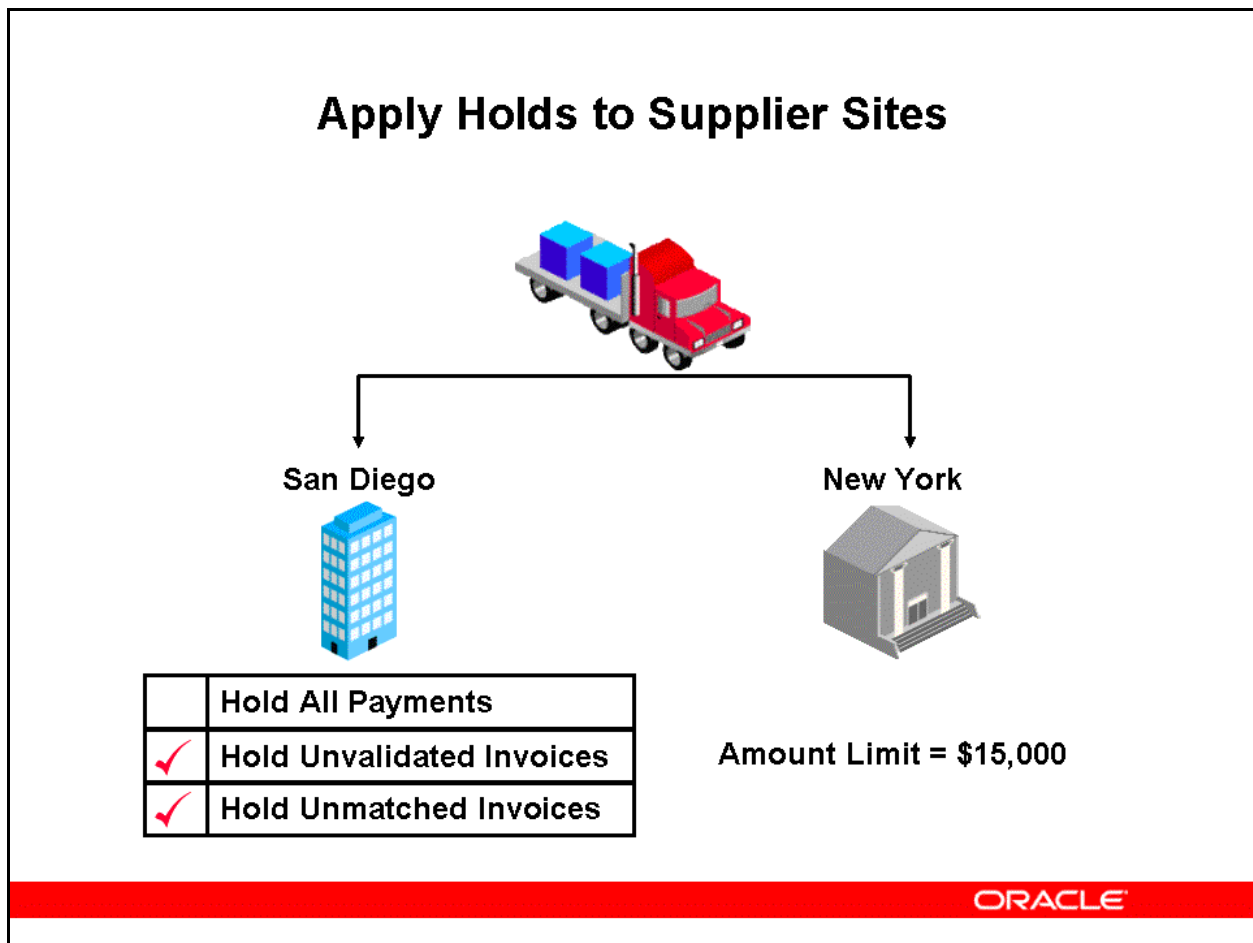 Apply Holds to Supplier Sites
San Diego
New York
Hold All Payments
Hold Unvalidated Invoices
Hold Unmatched Invoices
Amount Limit = $15,000
ORACLE